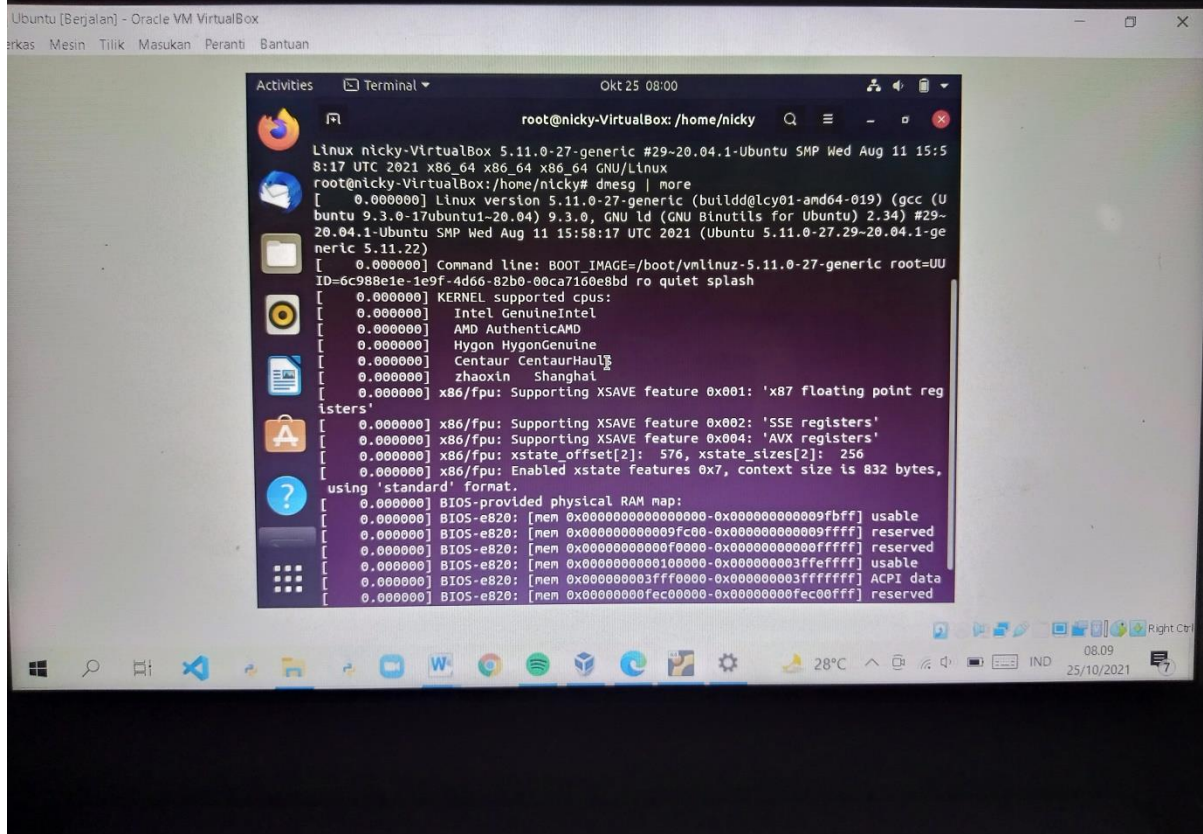 Ubuntu [Berjalan] - Oracle VM VirtualBox
erkas Mesin Tilik Masukan Peranti Bantuan
Activities Terminal Okt 25 08:00
root@nicky-VirtualBox: /home/nicky
Linux nicky-VirtualBox 5.11.0-27-generic #29~20.04.1-Ubuntu SMP Wed Aug 11 15:5
8:17 UTC 2021 x86_64 x86_64 x86_64 GNU/Linux
root@nicky-VirtualBox:/home/nicky# dmesg | more
[    0.000000] Linux version 5.11.0-27-generic (buildd@lcy01-amd64-019) (gcc (U
buntu 9.3.0-17ubuntu1~20.04) 9.3.0, GNU ld (GNU Binutils for Ubuntu) 2.34) #29~
20.04.1-Ubuntu SMP Wed Aug 11 15:58:17 UTC 2021 (Ubuntu 5.11.0-27.29~20.04.1-ge
neric 5.11.22)
[    0.000000] Command line: BOOT_IMAGE=/boot/vmlinuz-5.11.0-27-generic root=UU
ID=6c988e1e-1e9f-4d66-82b0-00ca7160e8bd ro quiet splash
[    0.000000] KERNEL supported cpus:
[    0.000000]   Intel GenuineIntel
[    0.000000]   AMD AuthenticAMD
[    0.000000]   Hygon HygonGenuine
[    0.000000]   Centaur CentaurHauls
[    0.000000]   zhaoxin   Shanghai
[    0.000000] x86/fpu: Supporting XSAVE feature 0x001: 'x87 floating point reg
isters'
[    0.000000] x86/fpu: Supporting XSAVE feature 0x002: 'SSE registers'
[    0.000000] x86/fpu: Supporting XSAVE feature 0x004: 'AVX registers'
[    0.000000] x86/fpu: xstate_offset[2]:  576, xstate_sizes[2]:  256
[    0.000000] x86/fpu: Enabled xstate features 0x7, context size is 832 bytes,
 using 'standard' format.
[    0.000000] BIOS-provided physical RAM map:
[    0.000000] BIOS-e820: [mem 0x0000000000000000-0x000000000009fbff] usable
[    0.000000] BIOS-e820: [mem 0x000000000009fc00-0x000000000009ffff] reserved
[    0.000000] BIOS-e820: [mem 0x00000000000f0000-0x00000000000fffff] reserved
[    0.000000] BIOS-e820: [mem 0x0000000000100000-0x000000003ffeffff] usable
[    0.000000] BIOS-e820: [mem 0x000000003fff0000-0x000000003fffffff] ACPI data
[    0.000000] BIOS-e820: [mem 0x00000000fec00000-0x00000000fec00fff] reserved
Right Ctrl
28°C IND 08.09
25/10/2021
7